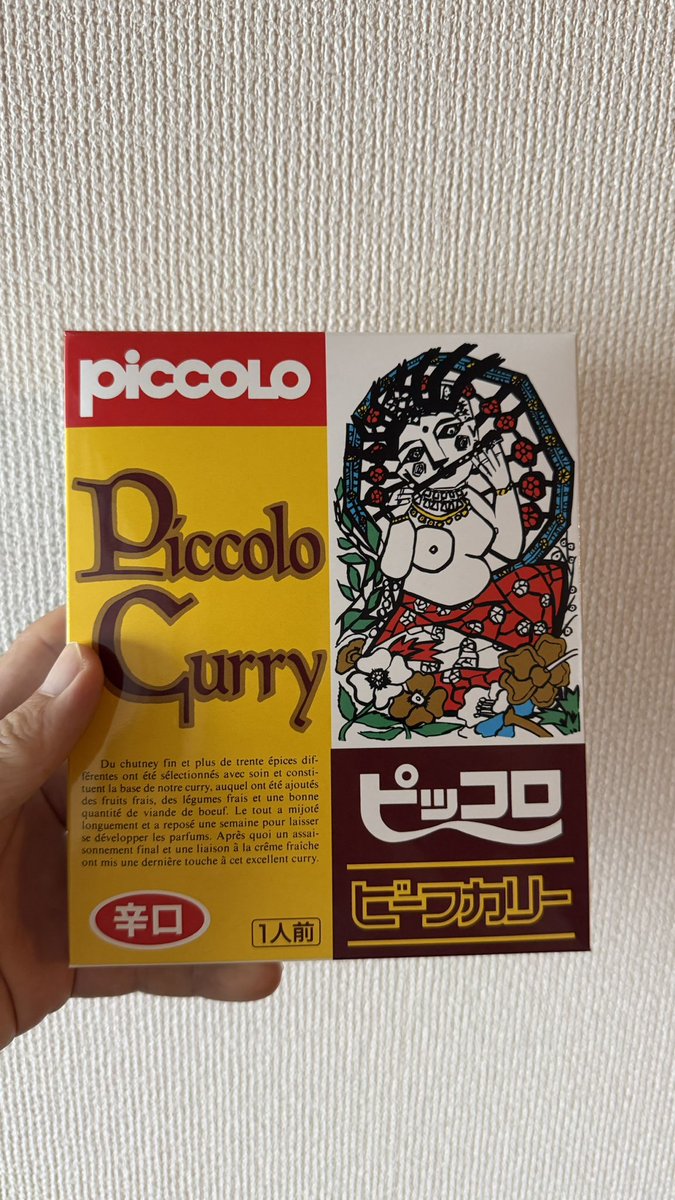 piccolo
Piccolo
Curry
Du chutney fin et plus de trente épices dif-
férentes ont été sélectionnés avec soin et consti-
tuent la base de notre curry, auquel ont été ajoutés
des fruits frais, des légumes frais et une bonne
quantité de viande de boeuf. Le tout a mijoté
longuement et a reposé une semaine pour laisser
se développer les parfums. Après quoi un assai-
sonnement final et une liaison à la crême fraîche
ont mis une dernière touche à cet excellent curry.
辛口
1人前
ピッコロ
ビーフカリー